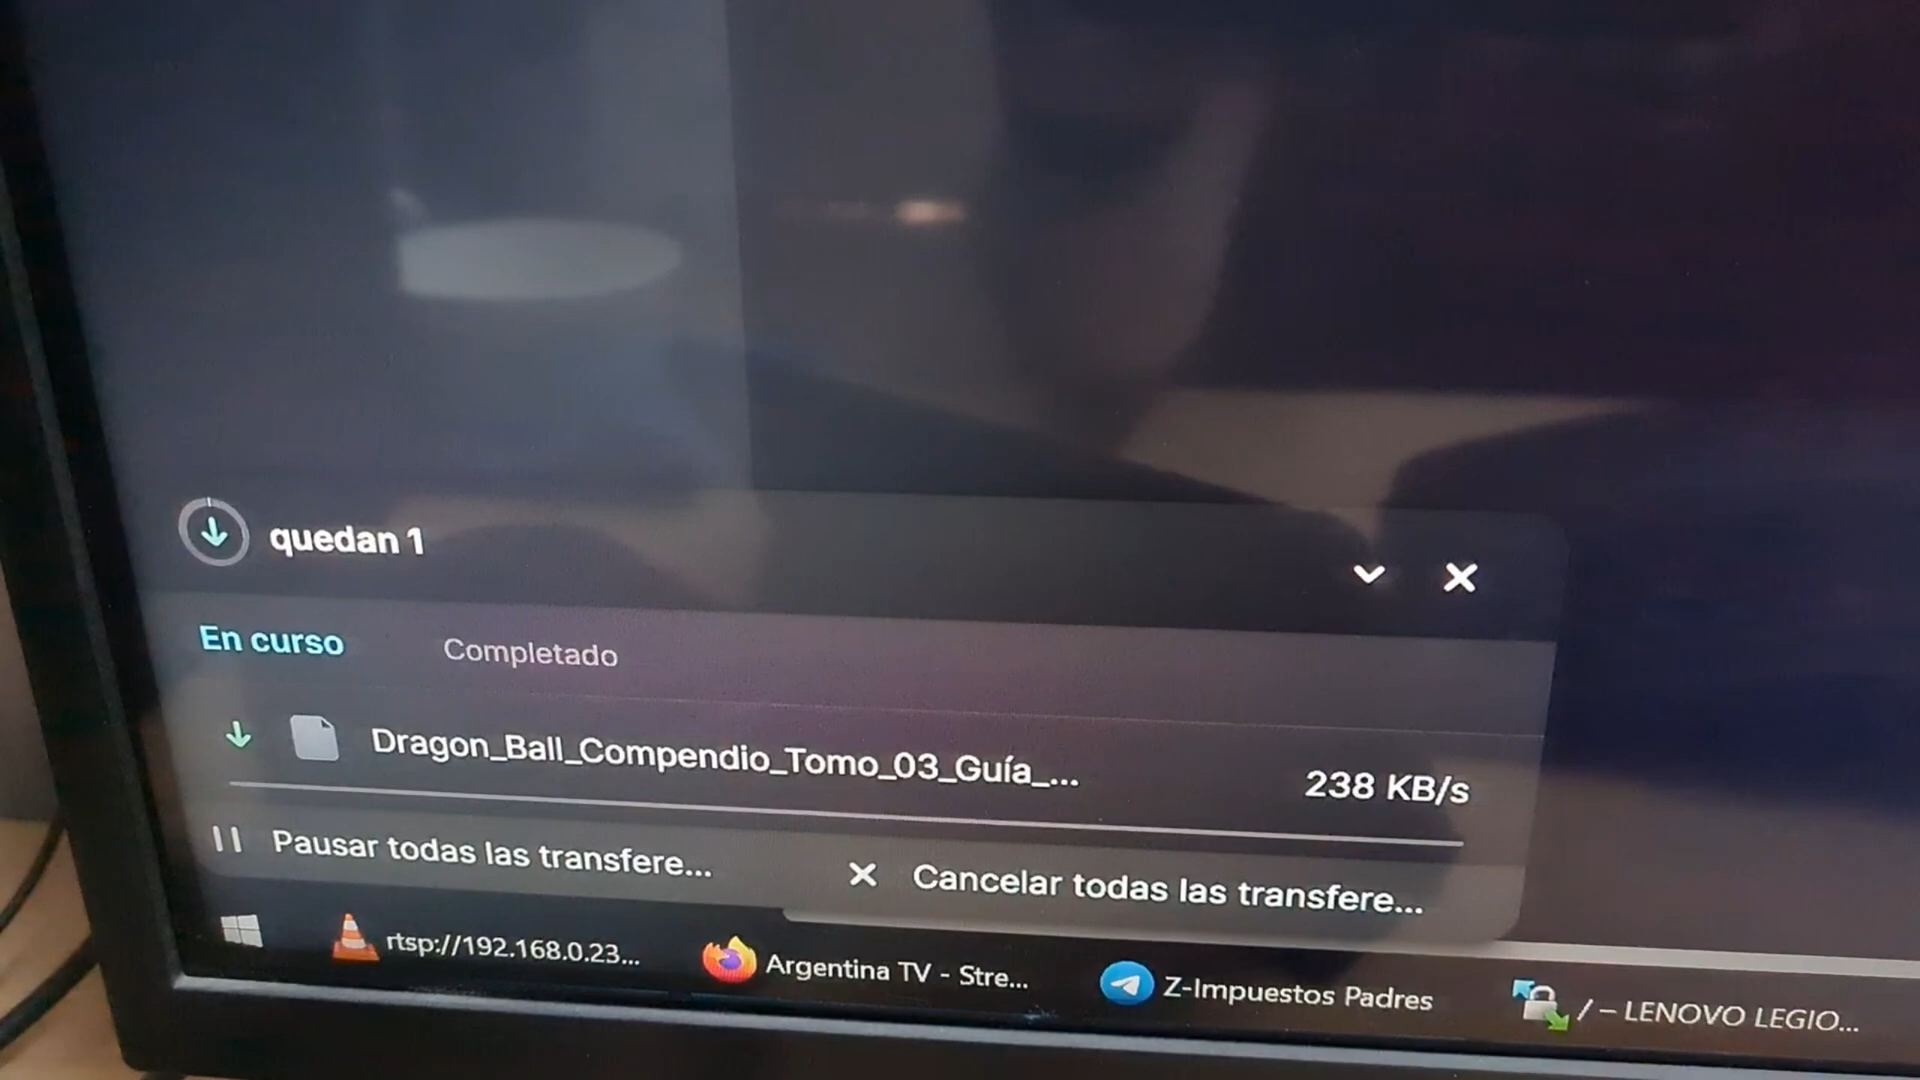 quedan 1
En curso
Completado
Dragon_Ball_Compendio_Tomo_03_Guía_...
238 KB/s
Pausar todas las transfere...
Cancelar todas las transfere...
rtsp://192.168.0.23...
Argentina TV - Stre...
Z-Impuestos Padres
/ – LENOVO LEGIO...